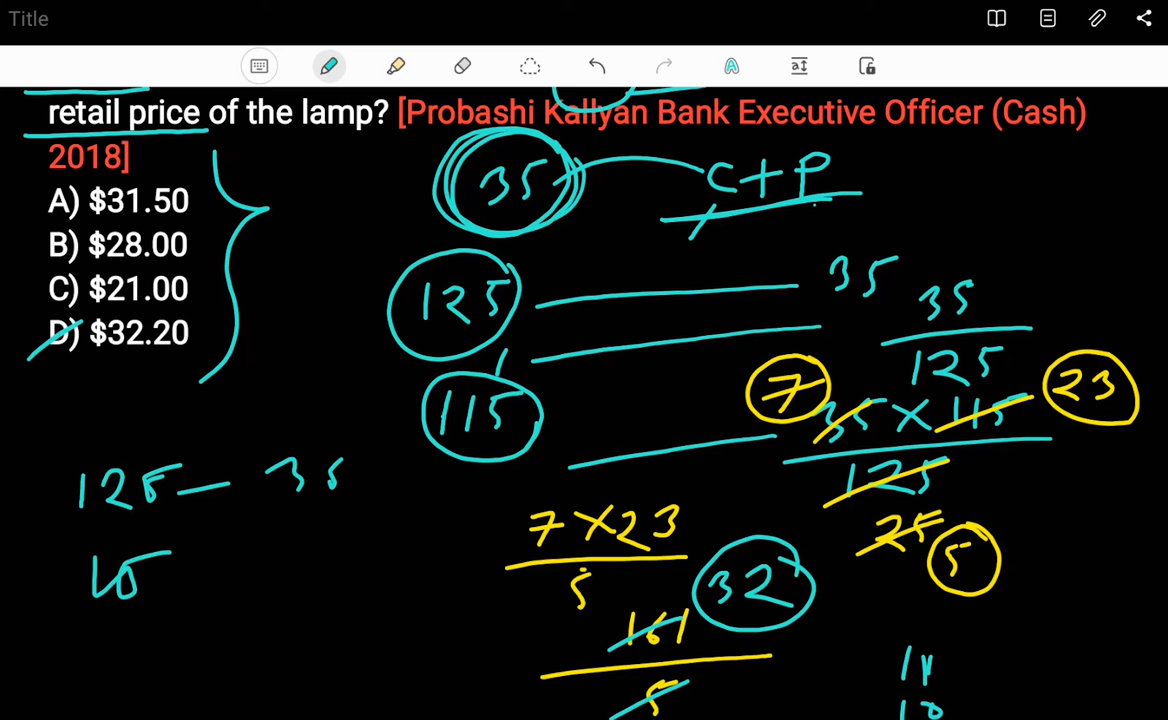 Title
retail price of the lamp? [Probashi Kallyan Bank Executive Officer (Cash)
2018]
A) $31.50
B) $28.00
C) $21.00
D) $32.20
35 C+P
125 35
35
125
115
7 35×115 23
125
25 5
125 35
7×23
5
32
161
5